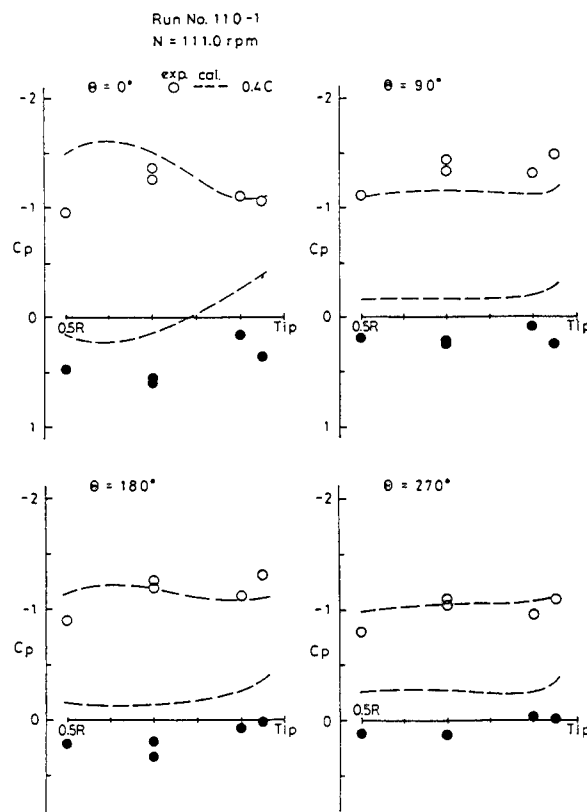 Run No. 110-1
N = 111.0 rpm
exp. cal.
θ = 0° 0.4C
-2
-1
Cp
0
0.5R
Tip
1
θ = 90°
-2
-1
Cp
0
0.5R
Tip
1
θ = 180°
-2
-1
Cp
0
0.5R
Tip
θ = 270°
-2
-1
Cp
0
0.5R
Tip